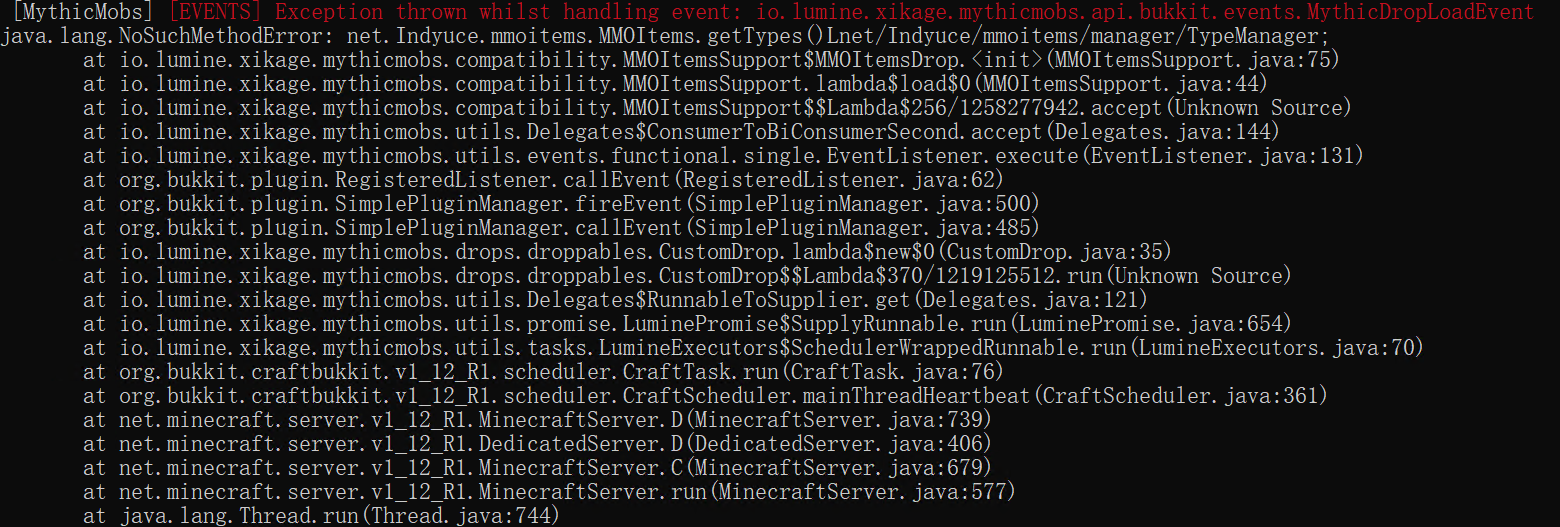 [MythicMobs] [EVENTS] Exception thrown whilst handling event: io.lumine.xikage.mythicmobs.api.bukkit.events.MythicDropLoadEvent
java.lang.NoSuchMethodError: net.Indyuce.mmoitems.MMOItems.getTypes()Lnet/Indyuce/mmoitems/manager/TypeManager;
at io.lumine.xikage.mythicmobs.compatibility.MMOItemsSupport$MMOItemsDrop.<init>(MMOItemsSupport.java:75)
at io.lumine.xikage.mythicmobs.compatibility.MMOItemsSupport.lambda$load$0(MMOItemsSupport.java:44)
at io.lumine.xikage.mythicmobs.compatibility.MMOItemsSupport$$Lambda$256/1258277942.accept(Unknown Source)
at io.lumine.xikage.mythicmobs.utils.Delegates$ConsumerToBiConsumerSecond.accept(Delegates.java:144)
at io.lumine.xikage.mythicmobs.utils.events.functional.single.EventListener.execute(EventListener.java:131)
at org.bukkit.plugin.RegisteredListener.callEvent(RegisteredListener.java:62)
at org.bukkit.plugin.SimplePluginManager.fireEvent(SimplePluginManager.java:500)
at org.bukkit.plugin.SimplePluginManager.callEvent(SimplePluginManager.java:485)
at io.lumine.xikage.mythicmobs.drops.droppables.CustomDrop.lambda$new$0(CustomDrop.java:35)
at io.lumine.xikage.mythicmobs.drops.droppables.CustomDrop$$Lambda$370/1219125512.run(Unknown Source)
at io.lumine.xikage.mythicmobs.utils.Delegates$RunnableToSupplier.get(Delegates.java:121)
at io.lumine.xikage.mythicmobs.utils.promise.LuminePromise$SupplyRunnable.run(LuminePromise.java:654)
at io.lumine.xikage.mythicmobs.utils.tasks.LumineExecutors$SchedulerWrappedRunnable.run(LumineExecutors.java:70)
at org.bukkit.craftbukkit.v1_12_R1.scheduler.CraftTask.run(CraftTask.java:76)
at org.bukkit.craftbukkit.v1_12_R1.scheduler.CraftScheduler.mainThreadHeartbeat(CraftScheduler.java:361)
at net.minecraft.server.v1_12_R1.MinecraftServer.D(MinecraftServer.java:739)
at net.minecraft.server.v1_12_R1.DedicatedServer.D(DedicatedServer.java:406)
at net.minecraft.server.v1_12_R1.MinecraftServer.C(MinecraftServer.java:679)
at net.minecraft.server.v1_12_R1.MinecraftServer.run(MinecraftServer.java:577)
at java.lang.Thread.run(Thread.java:744)